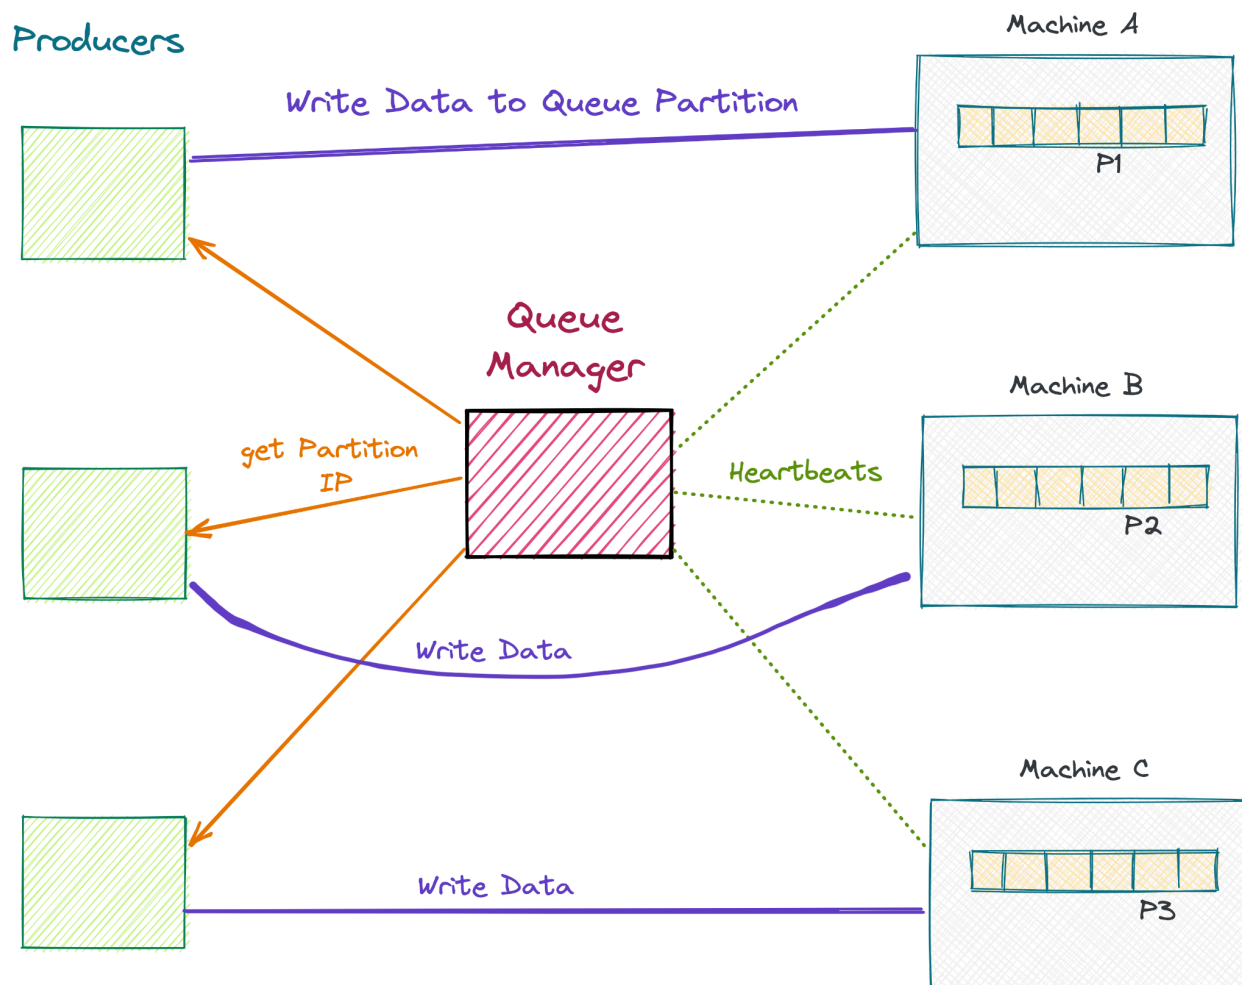 Producers
Machine A
Write Data to Queue Partition
P1
Queue
Manager
Machine B
get Partition
IP
Heartbeats
P2
Write Data
Machine C
Write Data
P3